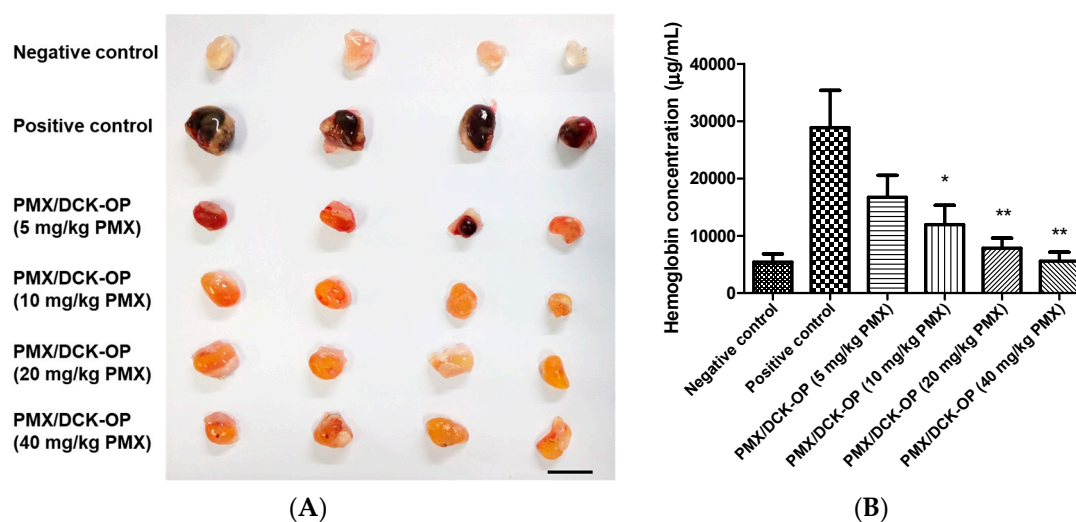 Negative control
Positive control
PMX/DCK-OP
(5 mg/kg PMX)
PMX/DCK-OP
(10 mg/kg PMX)
PMX/DCK-OP
(20 mg/kg PMX)
PMX/DCK-OP
(40 mg/kg PMX)
(A)
Hemoglobin concentration (μg/mL)
40000
30000
20000
10000
0
*
**
**
Negative control
Positive control
PMX/DCK-OP (5 mg/kg PMX)
PMX/DCK-OP (10 mg/kg PMX)
PMX/DCK-OP (20 mg/kg PMX)
PMX/DCK-OP (40 mg/kg PMX)
(B)